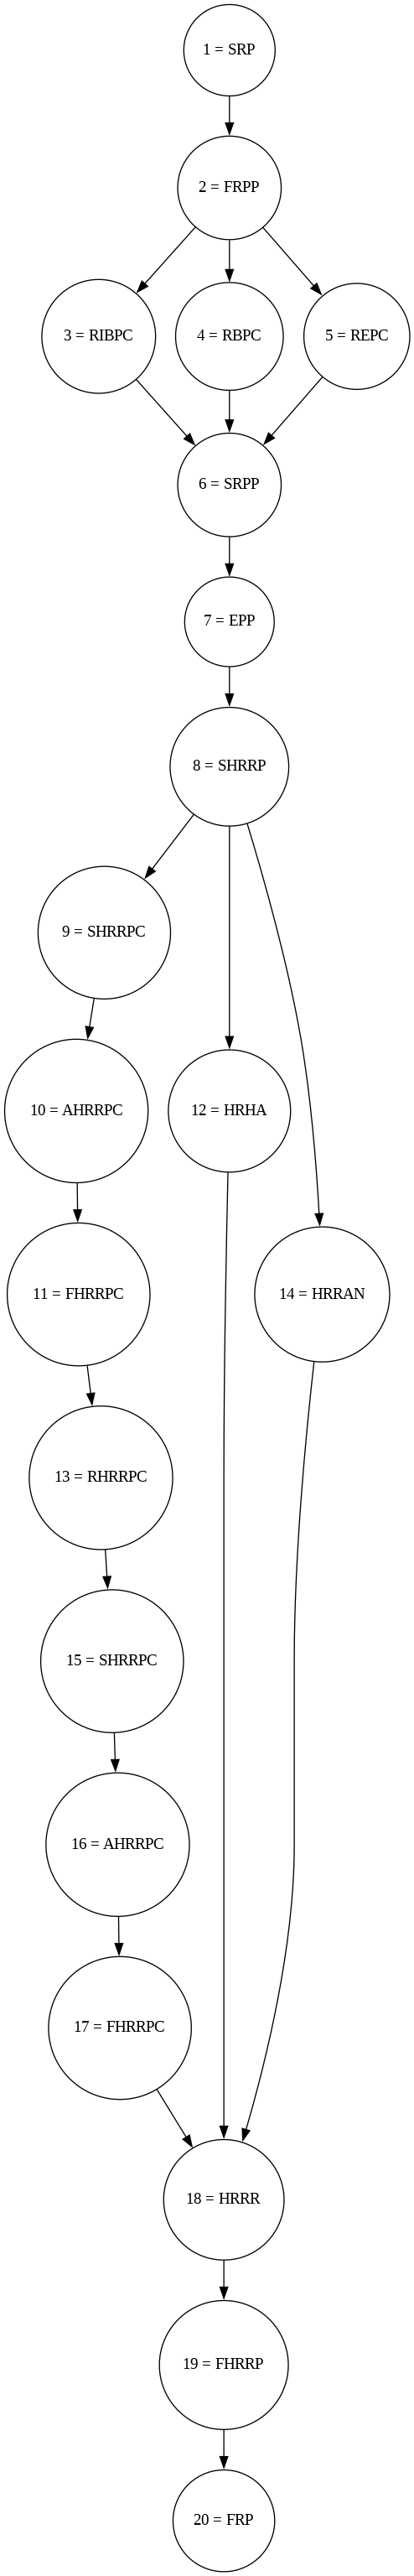 1 = SRP
2 = FRPP
3 = RIBPC
4 = RBPC
5 = REPC
6 = SRPP
7 = EPP
8 = SHRRP
9 = SHRRPC
10 = AHRRPC
12 = HRHA
11 = FHRRPC
14 = HRRAN
13 = RHRRPC
15 = SHRRPC
16 = AHRRPC
17 = FHRRPC
18 = HRRR
19 = FHRRP
20 = FRP